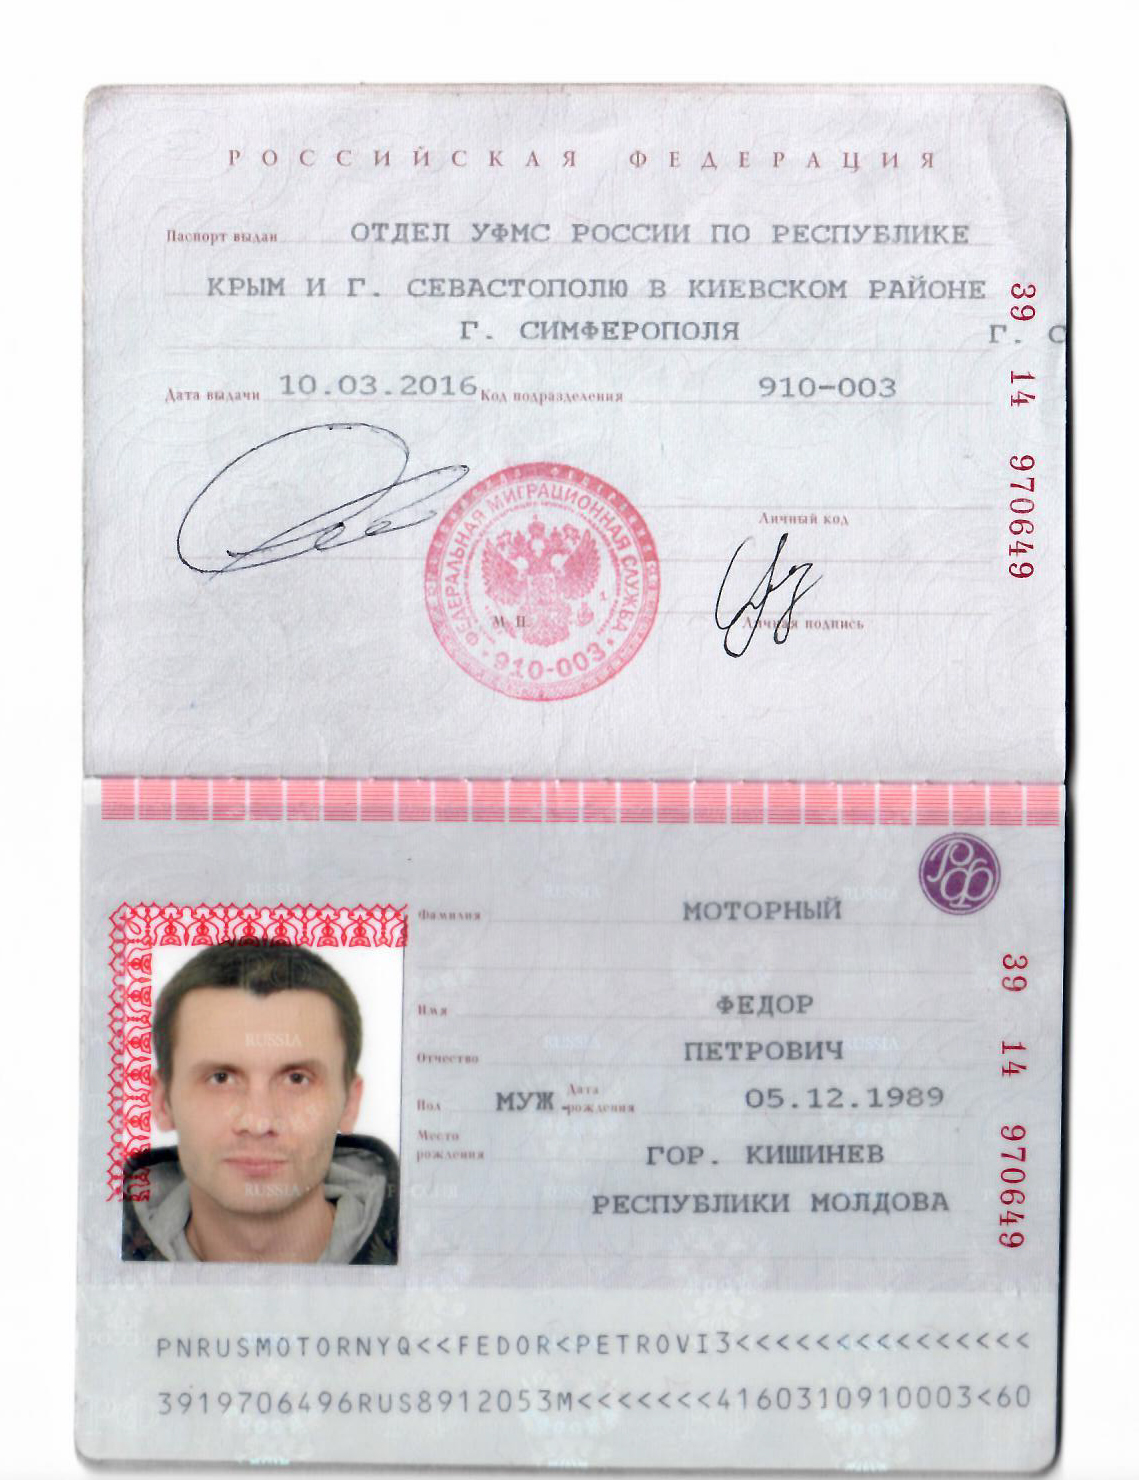 РОССИЙСКАЯ ФЕДЕРАЦИЯ
Паспорт выдан ОТДЕЛ УФМС РОССИИ ПО РЕСПУБЛИКЕ
КРЫМ И Г. СЕВАСТОПОЛЮ В КИЕВСКОМ РАЙОНЕ
Г. СИМФЕРОПОЛЯ Г. С
Дата выдачи 10.03.2016 Код подразделения 910-003
39 14 970649
ФЕДЕРАЛЬНАЯ МИГРАЦИОННАЯ СЛУЖБА
910-003
М. П.
Личный код
Личная подпись
РФ
Фамилия МОТОРНЫЙ
Имя ФЕДОР
Отчество ПЕТРОВИЧ
Пол МУЖ. Дата рождения 05.12.1989
Место рождения ГОР. КИШИНЕВ
РЕСПУБЛИКИ МОЛДОВА
39 14 970649
RUSSIA
RUSSIA
PNRUSMOTORNYQ<<FEDOR<PETROVI3<<<<<<<<<<<<<<<
3919706496RUS8912053M<<<<<<<4160310910003<60